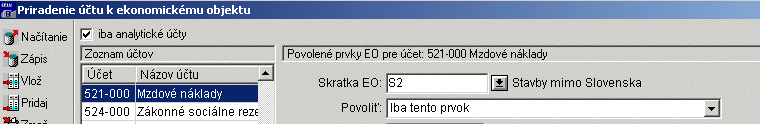 Priradenie účtu k ekonomickému objektu
Načítanie
Zápis
Vlož
Pridaj
iba analytické účty
Zoznam účtov
Účet Názov účtu
521-000 Mzdové náklady
524-000 Zákonné sociálne reze
Povolené prvky EO pre účet: 521-000 Mzdové náklady
Skratka EO: S2 Stavby mimo Slovenska
Povoliť: Iba tento prvok